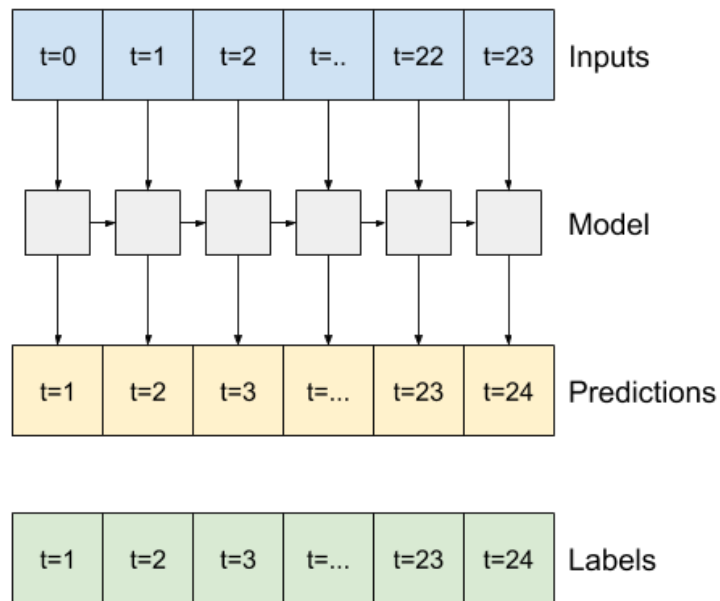 t=0 t=1 t=2 t=.. t=22 t=23 Inputs
Model
t=1 t=2 t=3 t=... t=23 t=24 Predictions
t=1 t=2 t=3 t=... t=23 t=24 Labels